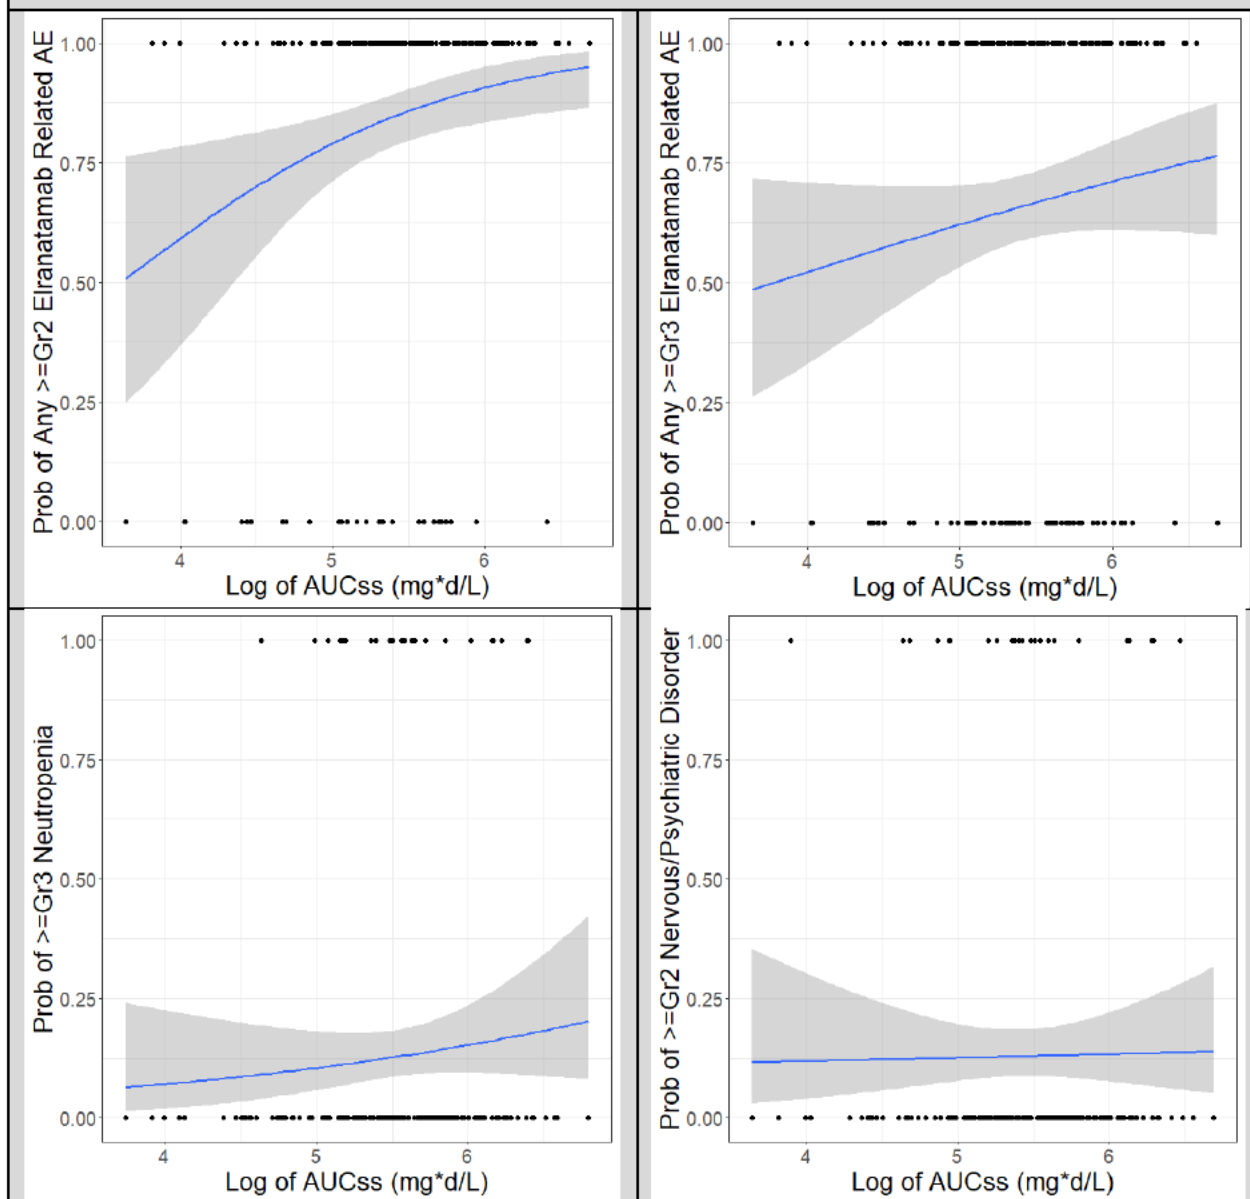 Prob of Any >=Gr2 Elranatamab Related AE
1.00
0.75
0.50
0.25
0.00
4 5 6
Log of AUCss (mg*d/L)
Prob of Any >=Gr3 Elranatamab Related AE
1.00
0.75
0.50
0.25
0.00
4 5 6
Log of AUCss (mg*d/L)
Prob of >=Gr3 Neutropenia
1.00
0.75
0.50
0.25
0.00
4 5 6
Log of AUCss (mg*d/L)
Prob of >=Gr2 Nervous/Psychiatric Disorder
1.00
0.75
0.50
0.25
0.00
4 5 6
Log of AUCss (mg*d/L)